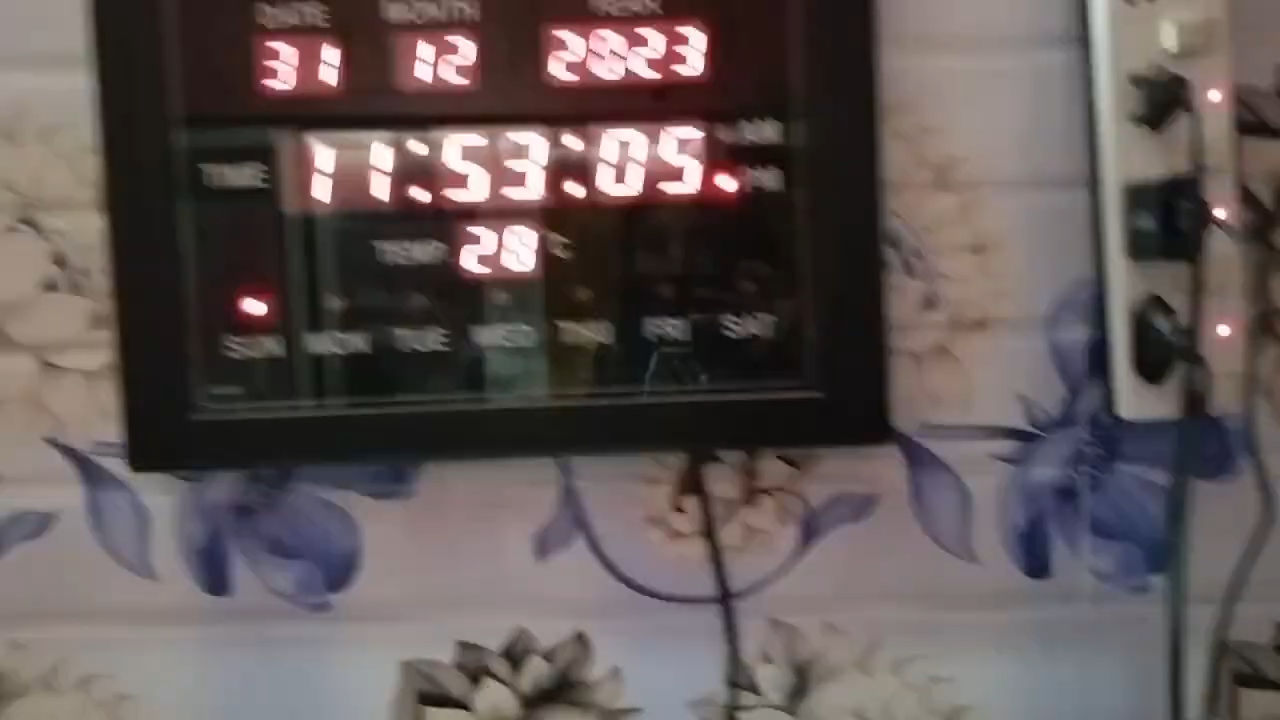 DATE MONTH YEAR
31 12 2023
TIME 11:53:05 AM PM
TEMP 28 °C
SUN MON TUE WED THU FRI SAT